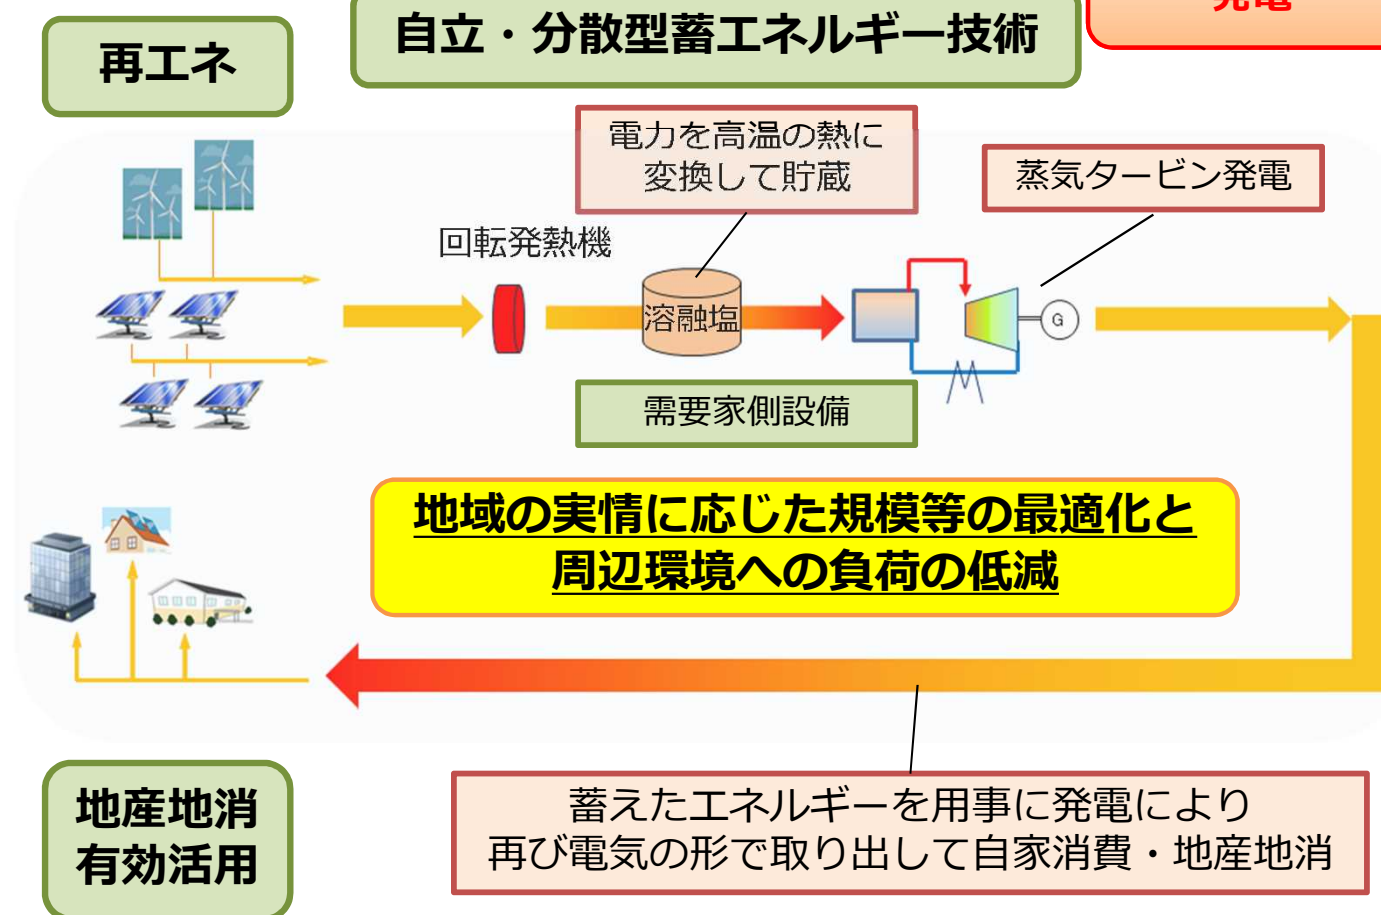 発電
自立・分散型蓄エネルギー技術
再エネ
電力を高温の熱に
変換して貯蔵
蒸気タービン発電
回転発熱機
溶融塩
G
需要家側設備
地域の実情に応じた規模等の最適化と
周辺環境への負荷の低減
地産地消
有効活用
蓄えたエネルギーを用事に発電により
再び電気の形で取り出して自家消費・地産地消